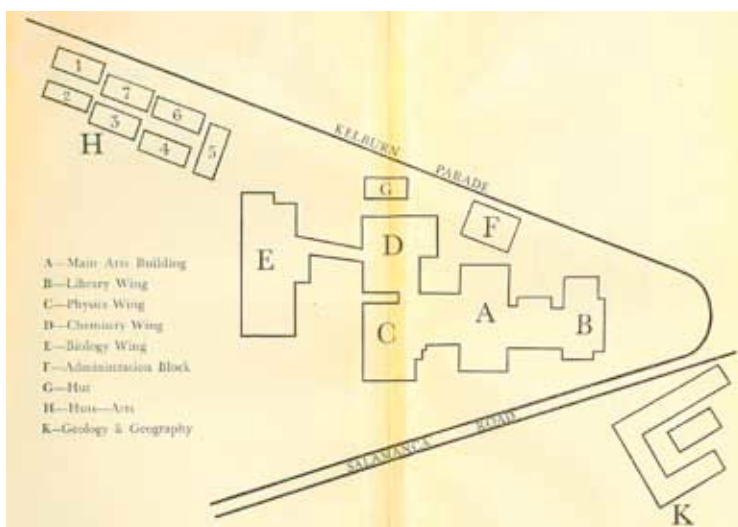 1
7
6
2
3
4
5
H
KELBURN PARADE
G
F
D
E
A
B
C
A—Main Arts Building
B—Library Wing
C—Physics Wing
D—Chemistry Wing
E—Biology Wing
F—Administration Block
G—Hut
H—Huts—Arts
K—Geology & Geography
SALAMANCA ROAD
K